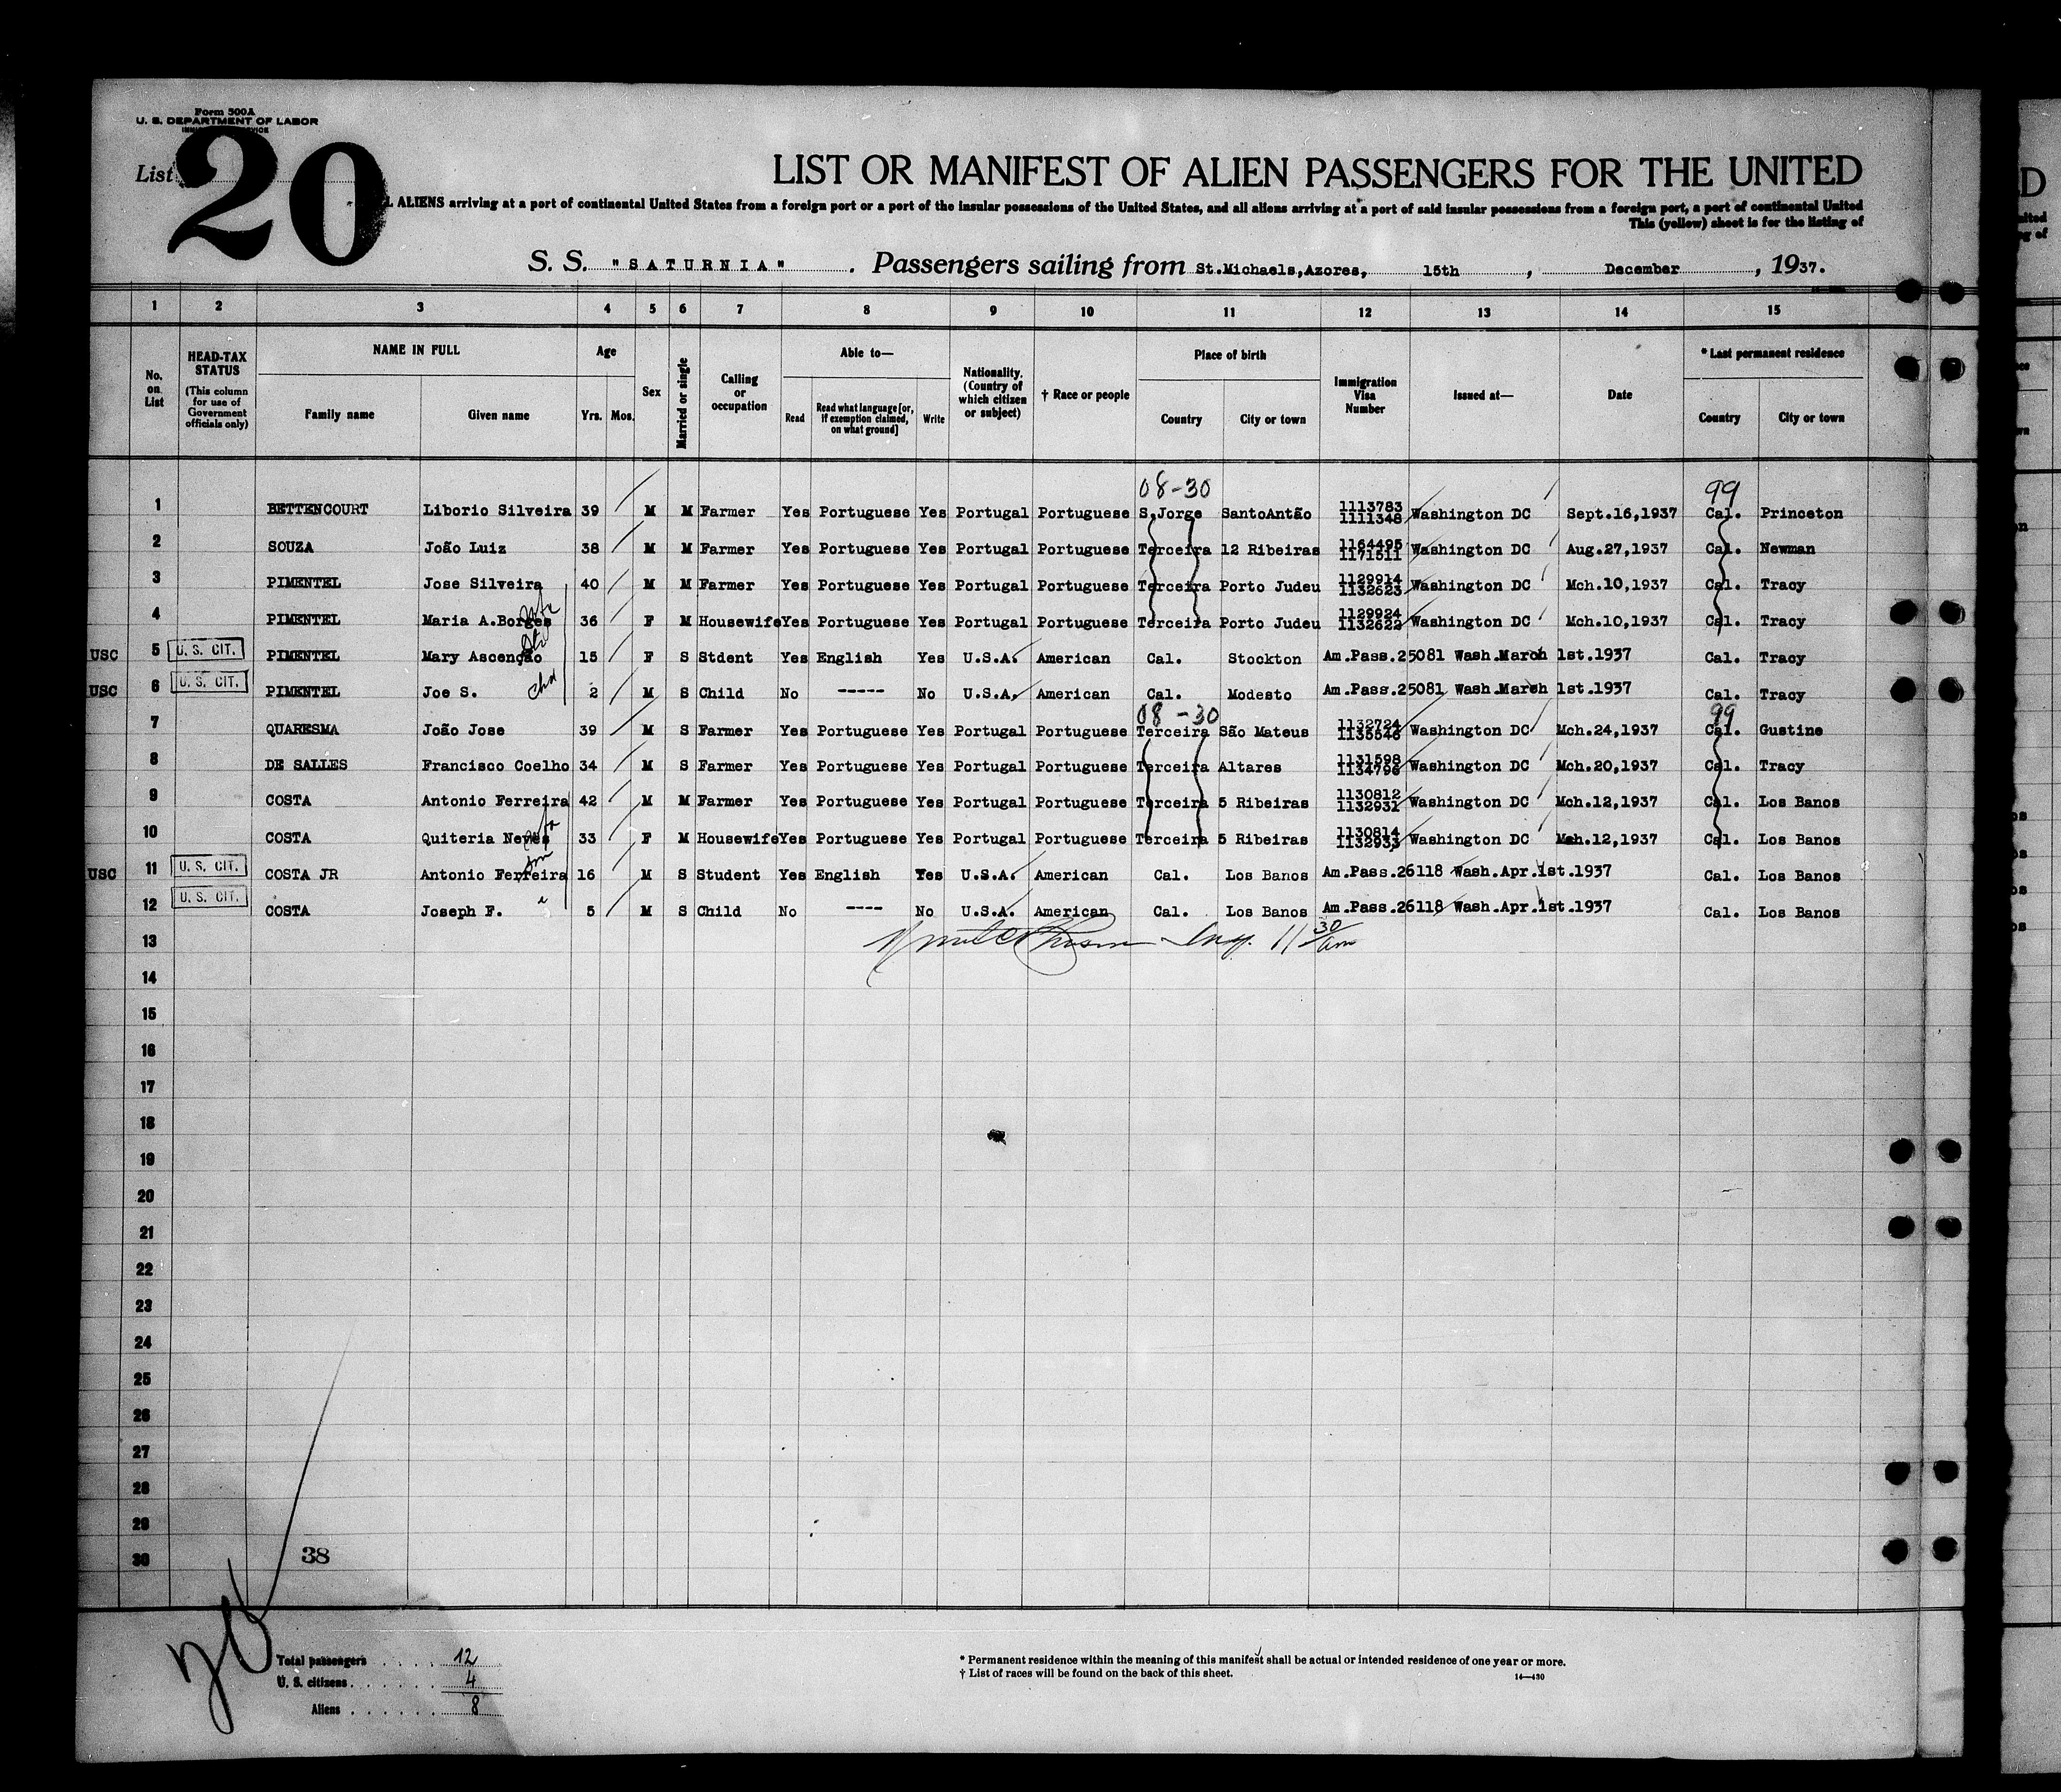 Form 500A
U. S. DEPARTMENT OF LABOR
List 20
LIST OR MANIFEST OF ALIEN PASSENGERS FOR THE UNITED
L ALIENS arriving at a port of continental United States from a foreign port or a port of the insular possessions of the United States, and all aliens arriving at a port of said insular possessions from a foreign port, a port of continental United
This (yellow) sheet is for the listing of
S. S. "SATURNIA" . Passengers sailing from St.Michaels,Azores, 15th , December , 1937.
1 2 3 4 5 6 7 8 9 10 11 12 13 14 15
No. on List
HEAD-TAX STATUS (This column for use of Government officials only)
NAME IN FULL Family name Given name
Age Yrs. Mos.
Sex
Married or single
Calling or occupation
Able to— Read Read what language [or, if exemption claimed, on what ground] Write
Nationality. (Country of which citizen or subject)
† Race or people
Place of birth Country City or town
Immigration Visa Number
Issued at—
Date
* Last permanent residence Country City or town
08-30 99
1 BETTENCOURT Liborio Silveira 39 M M Farmer Yes Portuguese Yes Portugal Portuguese S.Jorge SantoAntão 1113783 1111348 Washington DC Sept.16,1937 Cal. Princeton
2 SOUZA João Luiz 38 M M Farmer Yes Portuguese Yes Portugal Portuguese Terceira 12 Ribeiras 1164495 1171511 Washington DC Aug.27,1937 Cal. Newman
3 PIMENTEL Jose Silveira 40 M M Farmer Yes Portuguese Yes Portugal Portuguese Terceira Porto Judeu 1129914 1132623 Washington DC Mch.10,1937 Cal. Tracy
4 PIMENTEL Maria A.Borges 36 F M Housewife Yes Portuguese Yes Portugal Portuguese Terceira Porto Judeu 1129924 1132622 Washington DC Mch.10,1937 Cal. Tracy
USC 5 U. S. CIT. PIMENTEL Mary Ascenção 15 F S Stdent Yes English Yes U.S.A. American Cal. Stockton Am.Pass.25081 Wash.March 1st.1937 Cal. Tracy
USC 6 U. S. CIT. PIMENTEL Joe S. chd 2 M S Child No ----- No U.S.A. American Cal. Modesto Am.Pass.25081 Wash.March 1st.1937 Cal. Tracy
08-30 99
7 QUARESMA João Jose 39 M S Farmer Yes Portuguese Yes Portugal Portuguese Terceira São Mateus 1132724 Washington DC Mch.24,1937 Cal. Gustine
8 DE SALLES Francisco Coelho 34 M S Farmer Yes Portuguese Yes Portugal Portuguese Terceira Altares 1131598 1134796 Washington DC Mch.20,1937 Cal. Tracy
9 COSTA Antonio Ferreira 42 M M Farmer Yes Portuguese Yes Portugal Portuguese Terceira 5 Ribeiras 1130812 1132931 Washington DC Mch.12,1937 Cal. Los Banos
10 COSTA Quiteria Neves 33 F M Housewife Yes Portuguese Yes Portugal Portuguese Terceira 5 Ribeiras 1130814 1132933 Washington DC Mch.12,1937 Cal. Los Banos
USC 11 U. S. CIT. COSTA JR Antonio Ferreira 16 M S Student Yes English Yes U.S.A. American Cal. Los Banos Am.Pass.26118 Wash.Apr.1st.1937 Cal. Los Banos
12 U. S. CIT. COSTA Joseph F. 5 M S Child No ---- No U.S.A. American Cal. Los Banos Am.Pass.26118 Wash.Apr.1st.1937 Cal. Los Banos
13 11 30 am
14
15
16
17
18
19
20
21
22
23
24
25
26
27
28
29
30 38
Total passengers 12
U. S. citizens 4
Aliens 8
* Permanent residence within the meaning of this manifest shall be actual or intended residence of one year or more.
† List of races will be found on the back of this sheet.
14—430